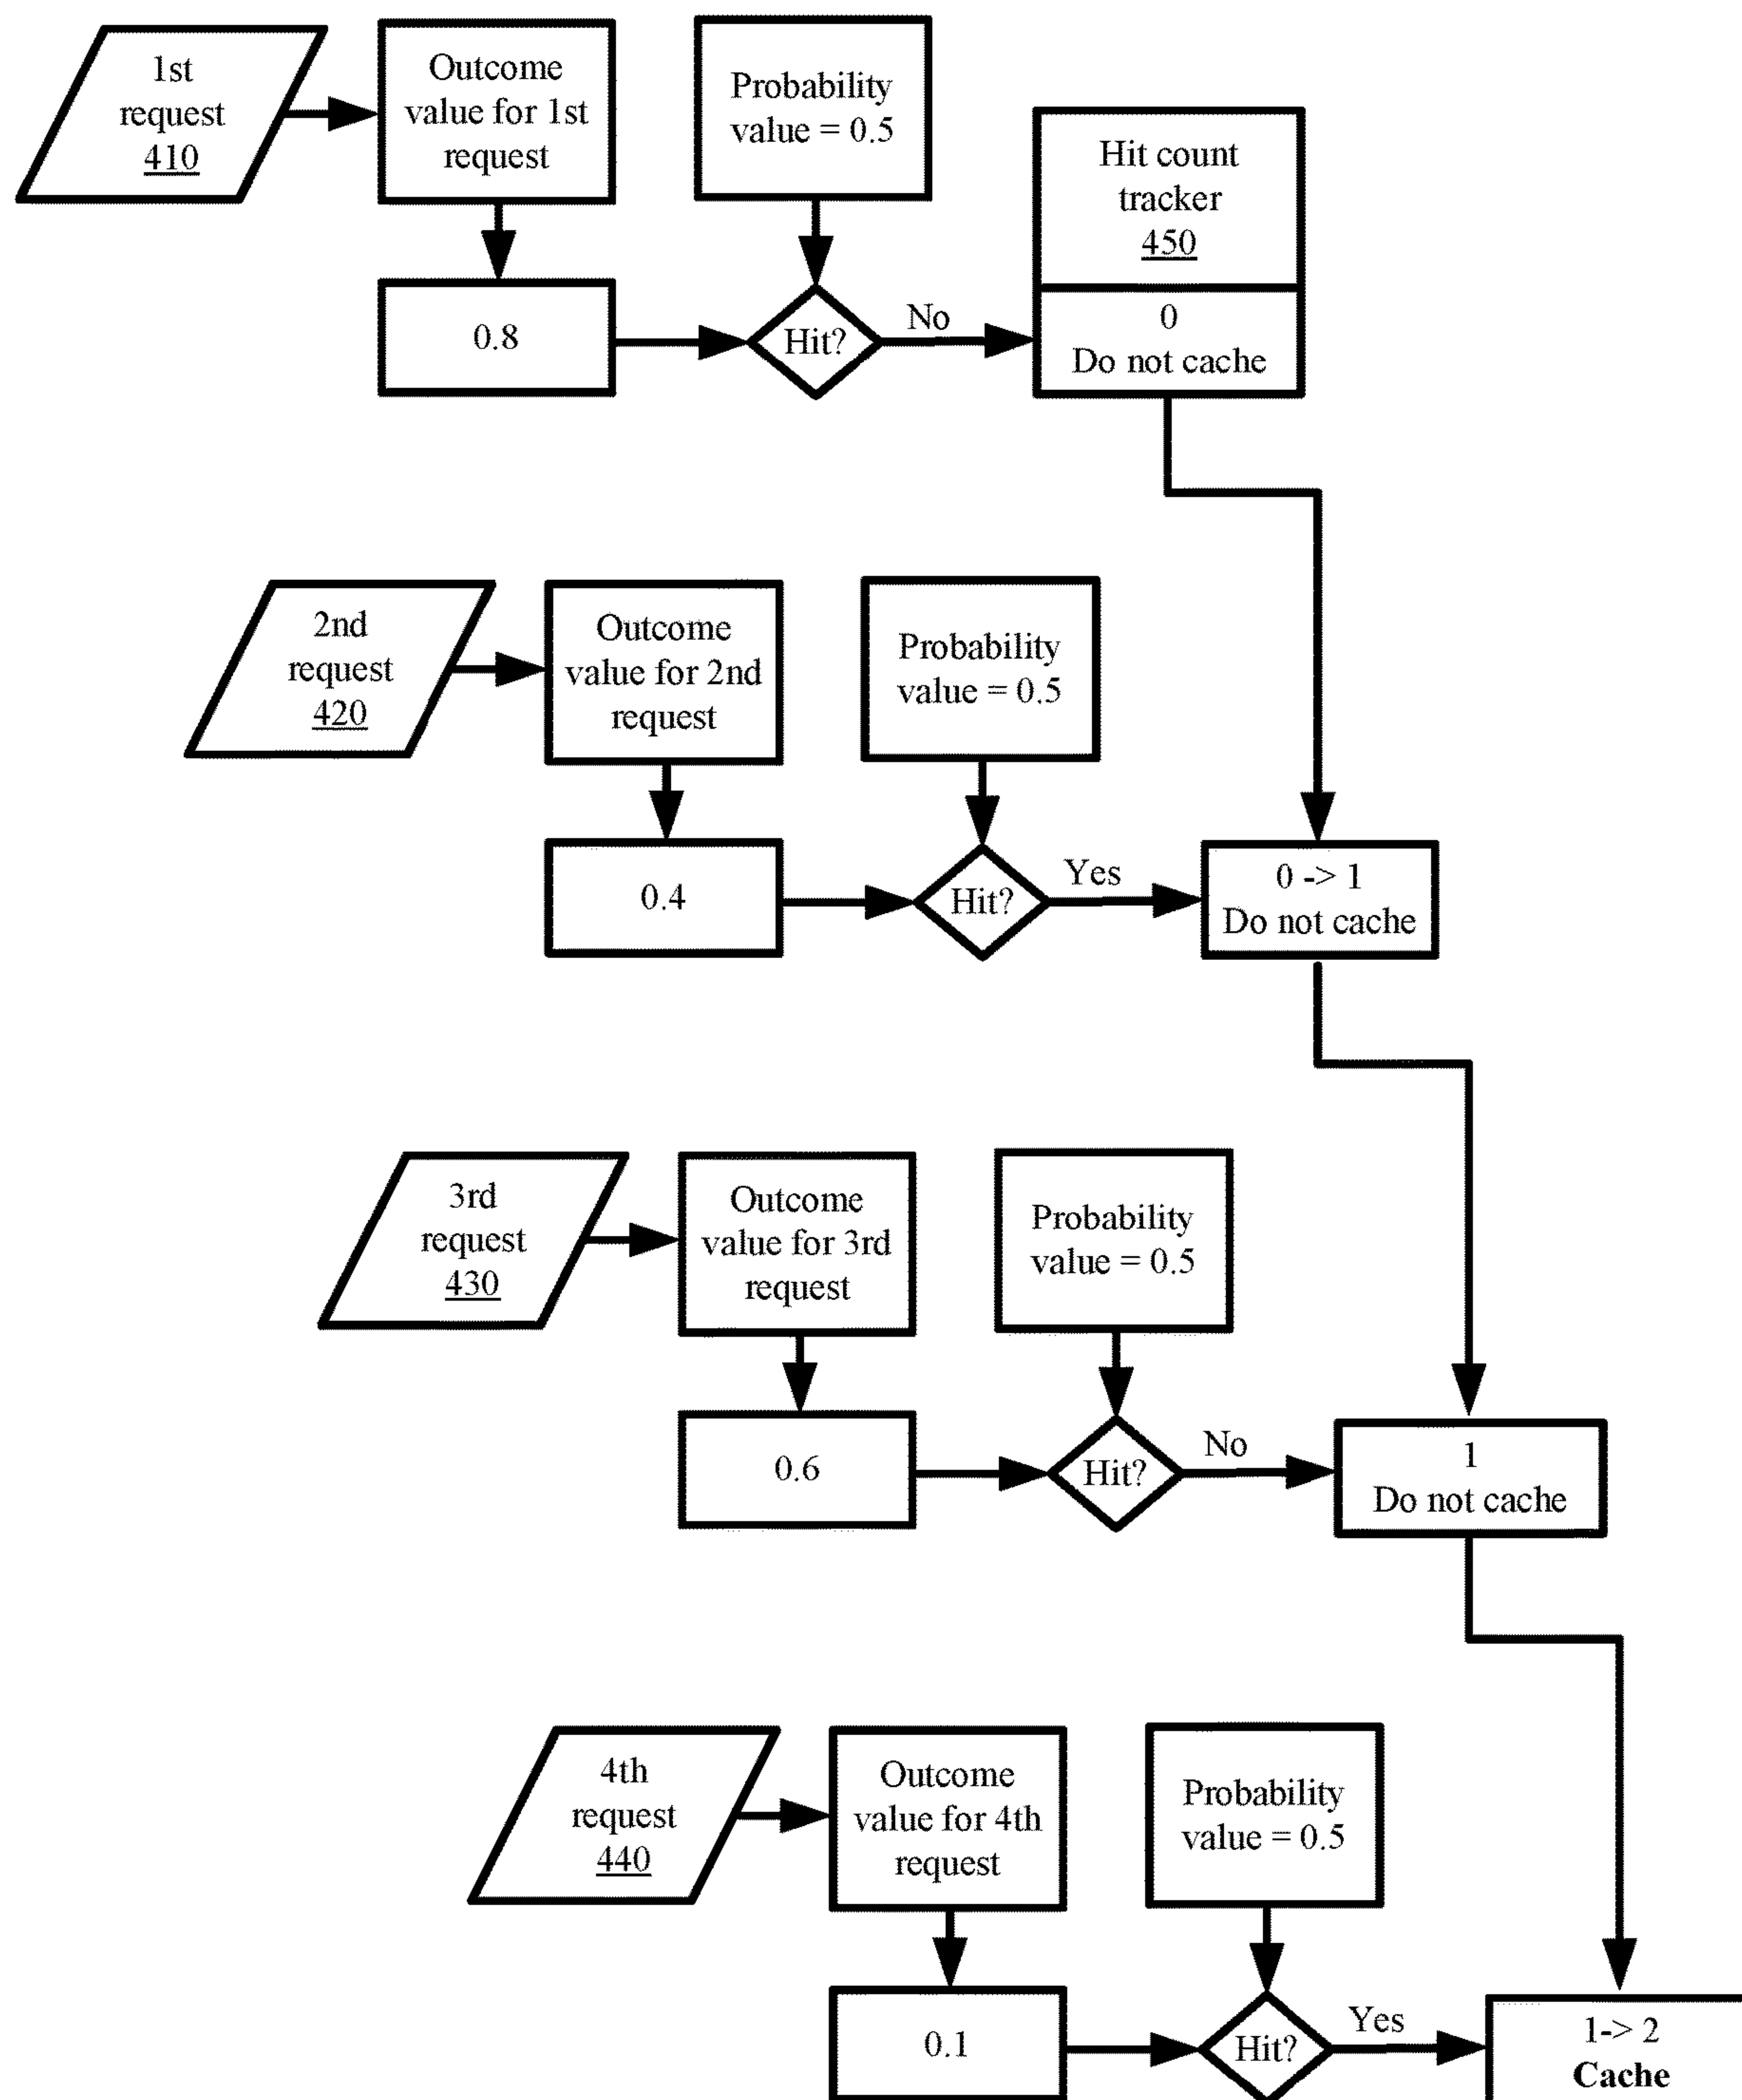 1st
request
410
Outcome
value for 1st
request
Probability
value = 0.5
Hit count
tracker
450
0.8
Hit?
No
0
Do not cache
2nd
request
420
Outcome
value for 2nd
request
Probability
value = 0.5
0.4
Hit?
Yes
0 -> 1
Do not cache
3rd
request
430
Outcome
value for 3rd
request
Probability
value = 0.5
0.6
Hit?
No
1
Do not cache
4th
request
440
Outcome
value for 4th
request
Probability
value = 0.5
0.1
Hit?
Yes
1-> 2
Cache